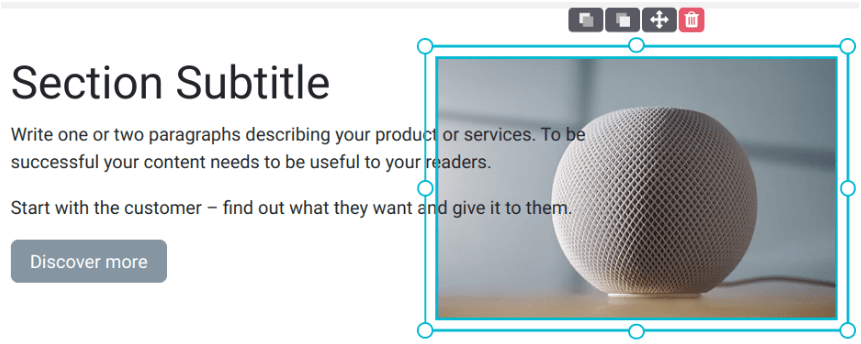 Section Subtitle
Write one or two paragraphs describing your product or services. To be
successful your content needs to be useful to your readers.
Start with the customer – find out what they want and give it to them.
Discover more